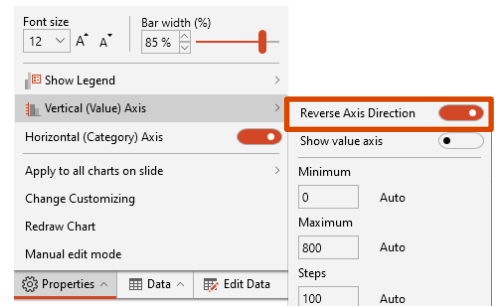 Font size
Bar width (%)
12
A
A
85 %
Show Legend
Vertical (Value) Axis
Horizontal (Category) Axis
Apply to all charts on slide
Change Customizing
Redraw Chart
Manual edit mode
Properties
Data
Edit Data
Reverse Axis Direction
Show value axis
Minimum
0
Auto
Maximum
800
Auto
Steps
100
Auto